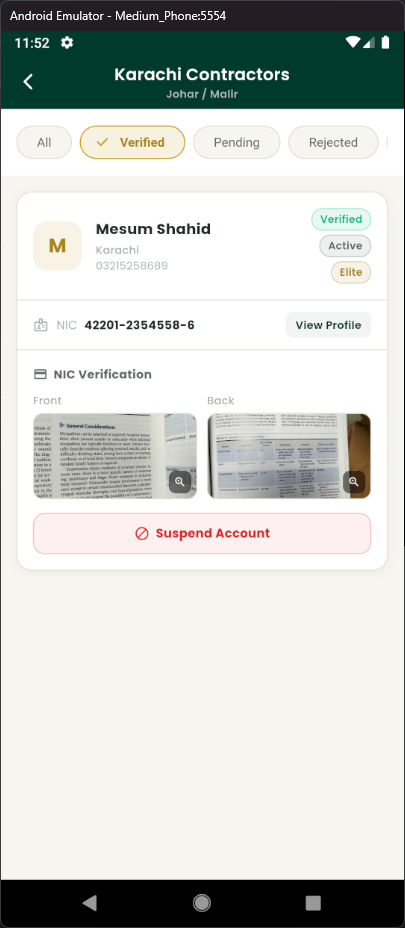 Android Emulator - Medium_Phone:5554
11:52
Karachi Contractors
Johar / Malir
All
Verified
Pending
Rejected
M
Mesum Shahid
Karachi
03215258689
Verified
Active
Elite
NIC 42201-2354558-6
View Profile
NIC Verification
Front
Back
General Considerations
Suspend Account